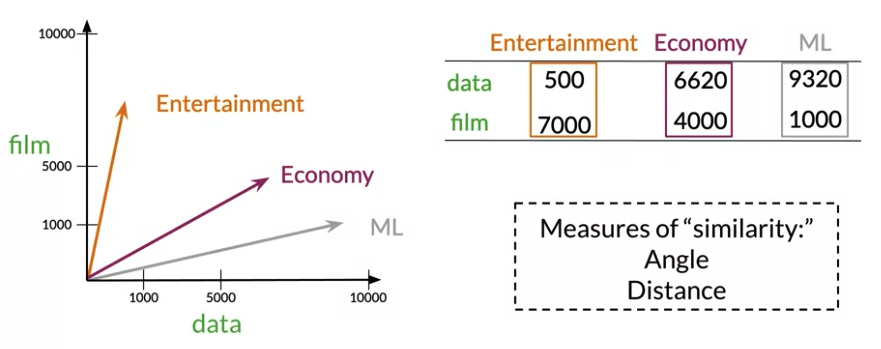 10000
film
5000
1000
Entertainment
Economy
ML
1000 5000 10000
data
Entertainment Economy ML
data 500 6620 9320
film 7000 4000 1000
Measures of “similarity:”
Angle
Distance